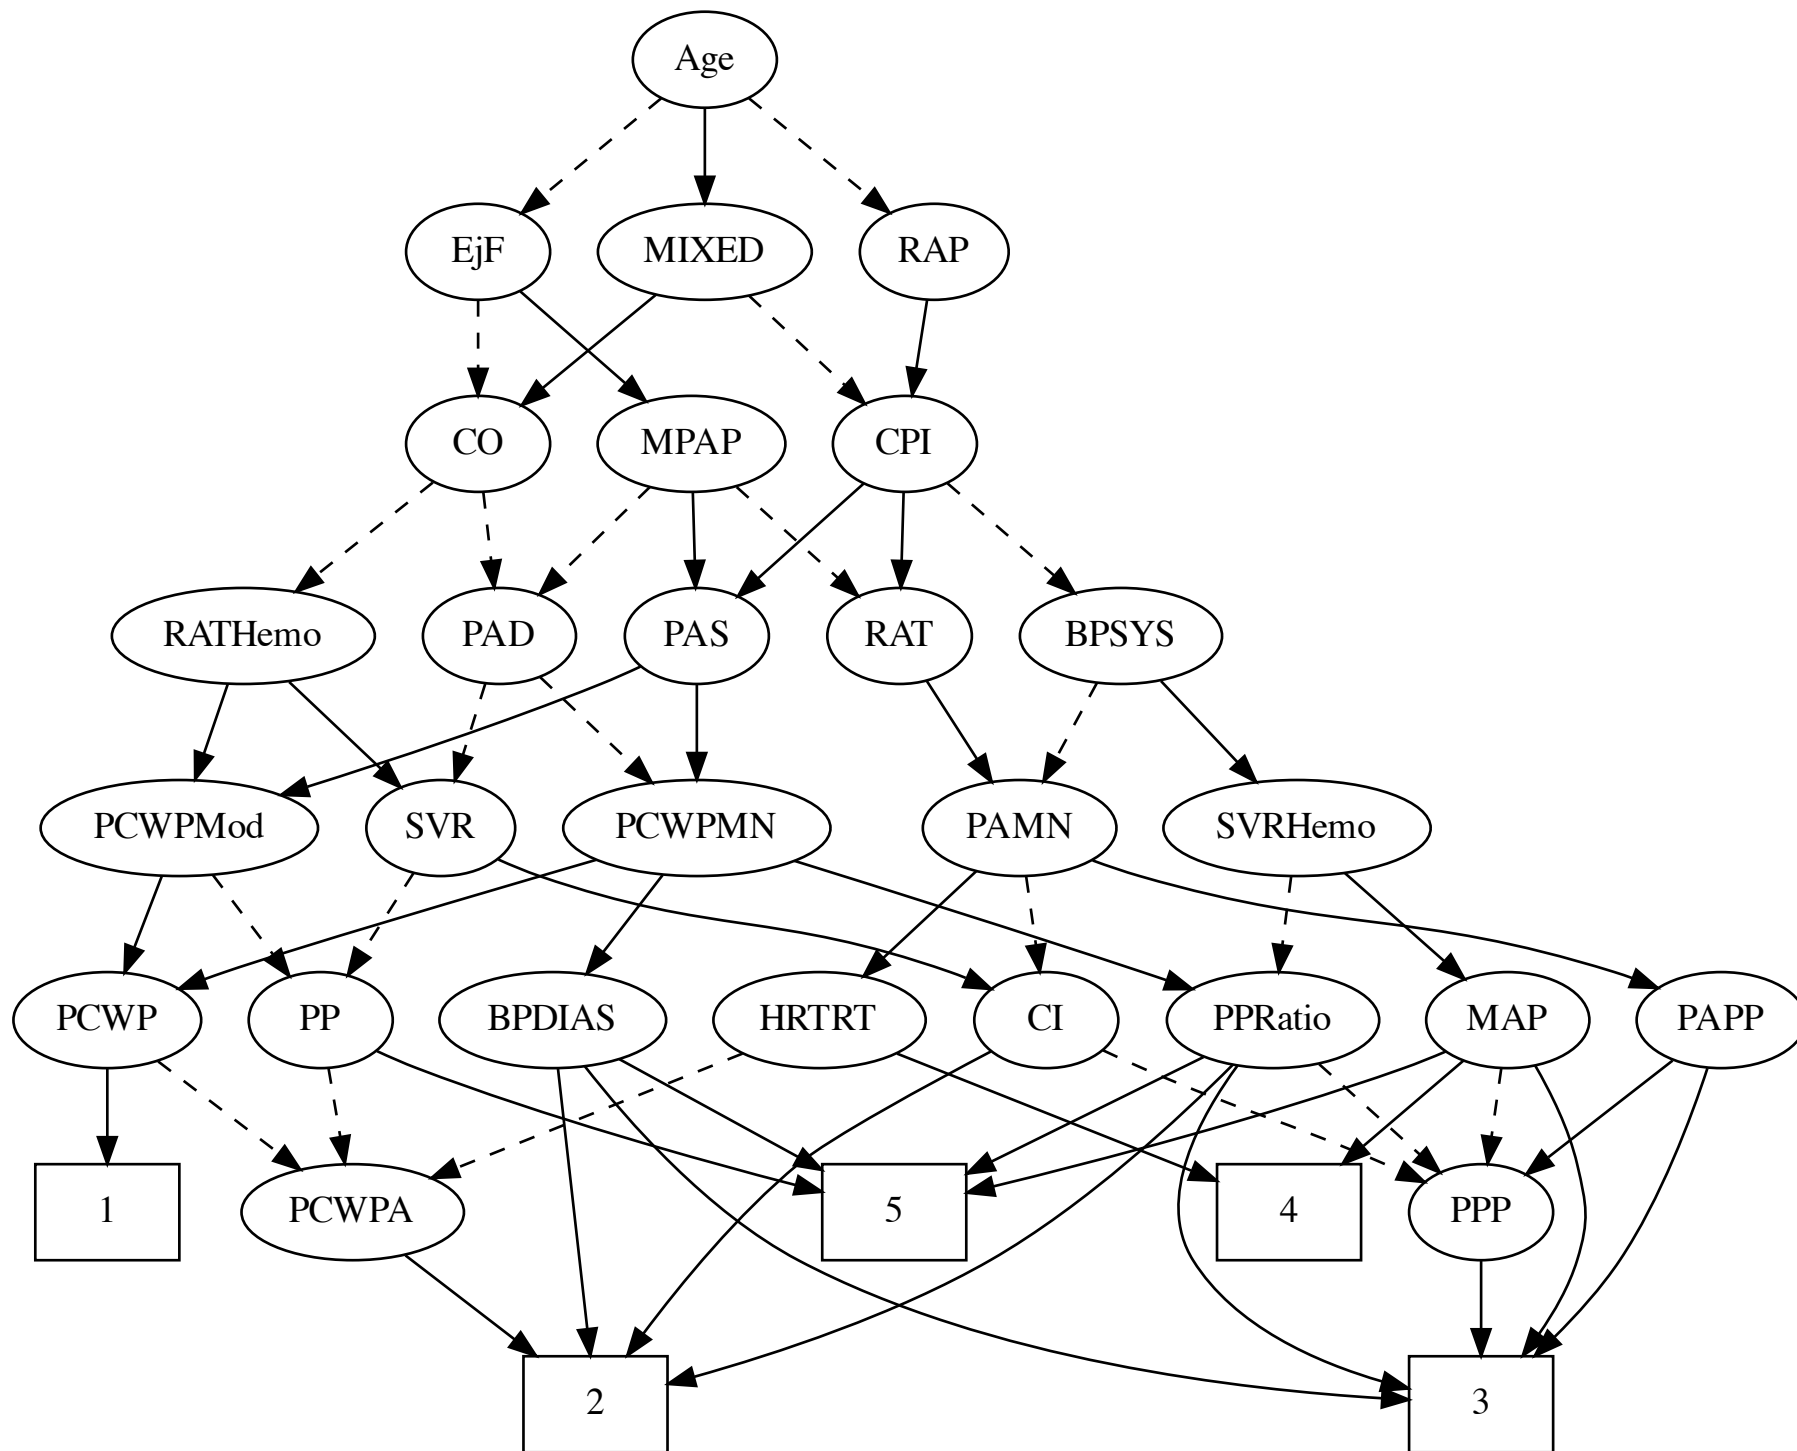 Age
EjF
MIXED
RAP
CO
MPAP
CPI
RATHemo
PAD
PAS
RAT
BPSYS
PCWPMod
SVR
PCWPMN
PAMN
SVRHemo
PCWP
PP
BPDIAS
HRTRT
CI
PPRatio
MAP
PAPP
1
PCWPA
5
4
PPP
2
3